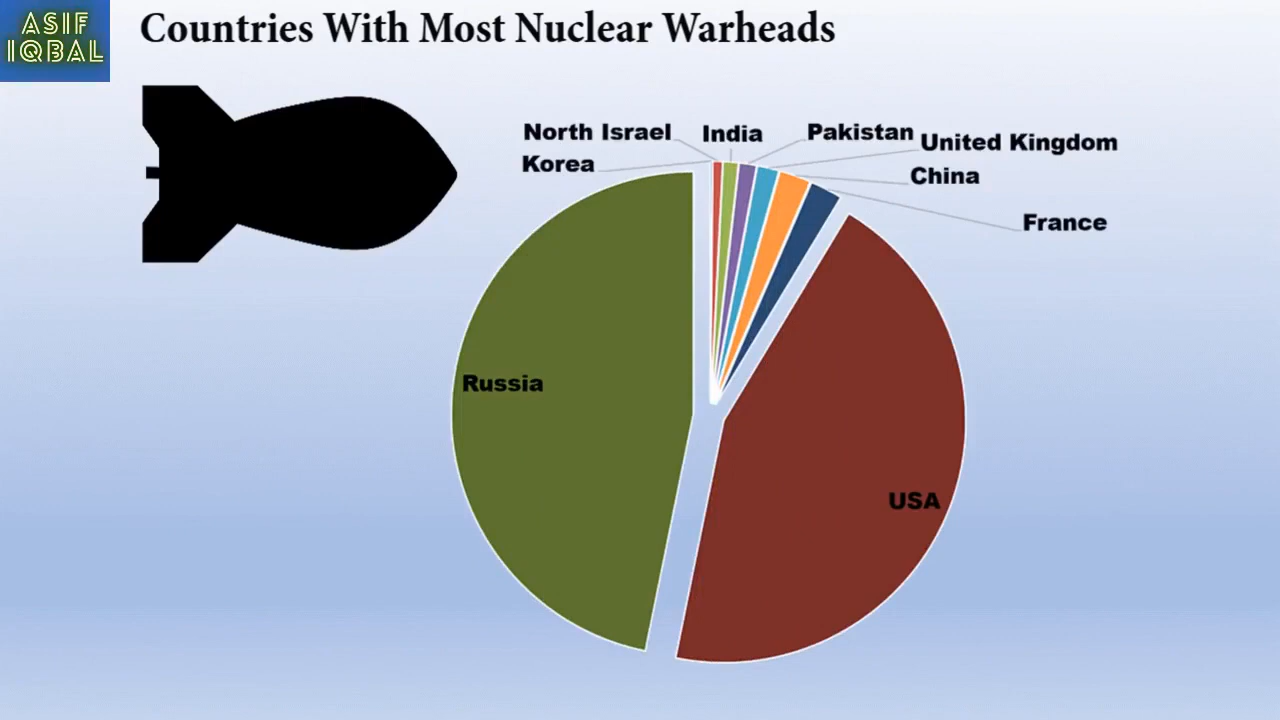 ASIF
IQBAL
Countries With Most Nuclear Warheads
North Israel
Korea
India
Pakistan
United Kingdom
China
France
Russia
USA